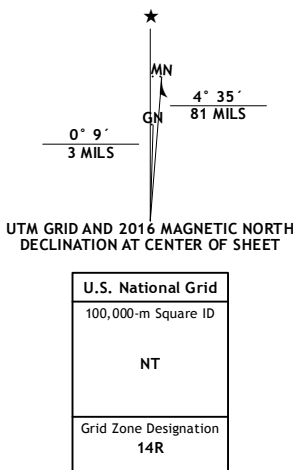 ★
MN
GN
4° 35´
81 MILS
0° 9´
3 MILS
UTM GRID AND 2016 MAGNETIC NORTH
DECLINATION AT CENTER OF SHEET
U.S. National Grid
100,000-m Square ID
NT
Grid Zone Designation
14R